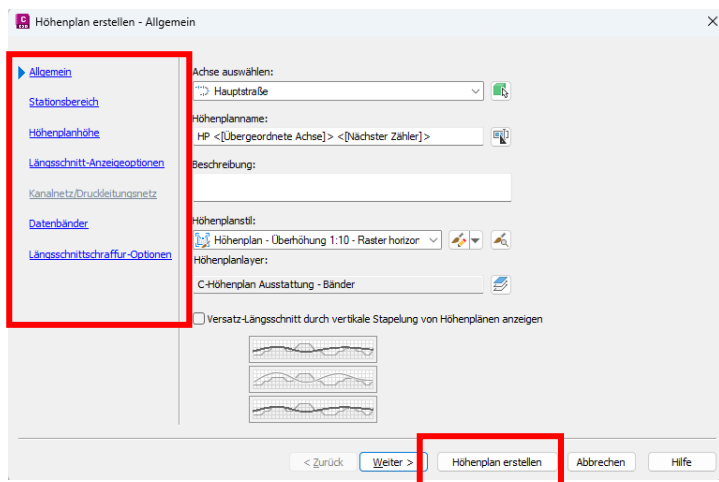 Höhenplan erstellen - Allgemein
Allgemein
Stationsbereich
Höhenplanhöhe
Längsschnitt-Anzeigeoptionen
Kanalnetz/Druckleitungsnetz
Datenbänder
Längsschnittschraffur-Optionen
Achse auswählen:
Hauptstraße
Höhenplanname:
HP <[Übergeordnete Achse]> <[Nächster Zähler]>
Beschreibung:
Höhenplanstil:
Höhenplan - Überhöhung 1:10 - Raster horizor
Höhenplanlayer:
C-Höhenplan Ausstattung - Bänder
Versatz-Längsschnitt durch vertikale Stapelung von Höhenplänen anzeigen
< Zurück
Weiter >
Höhenplan erstellen
Abbrechen
Hilfe